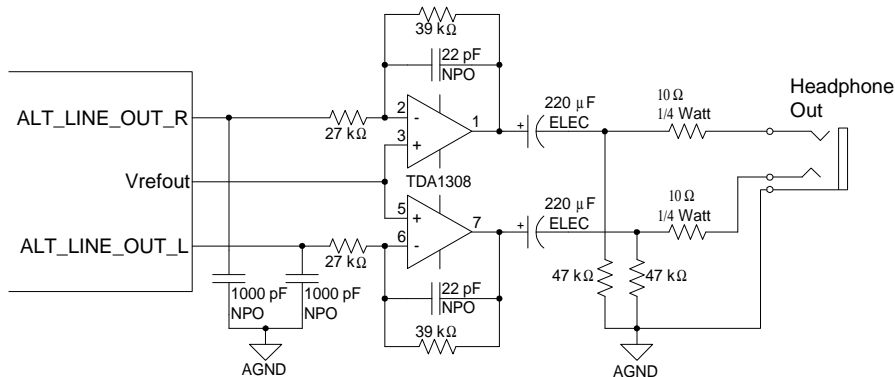 39 kΩ
22 pF
NPO
ALT_LINE_OUT_R
27 kΩ
2
-
3
+
1
TDA1308
+
220 µF
ELEC
10 Ω
1/4 Watt
Headphone
Out
Vrefout
ALT_LINE_OUT_L
27 kΩ
5
+
6
-
7
+
220 µF
ELEC
10 Ω
1/4 Watt
1000 pF
NPO
1000 pF
NPO
22 pF
NPO
39 kΩ
47 kΩ
47 kΩ
AGND
AGND